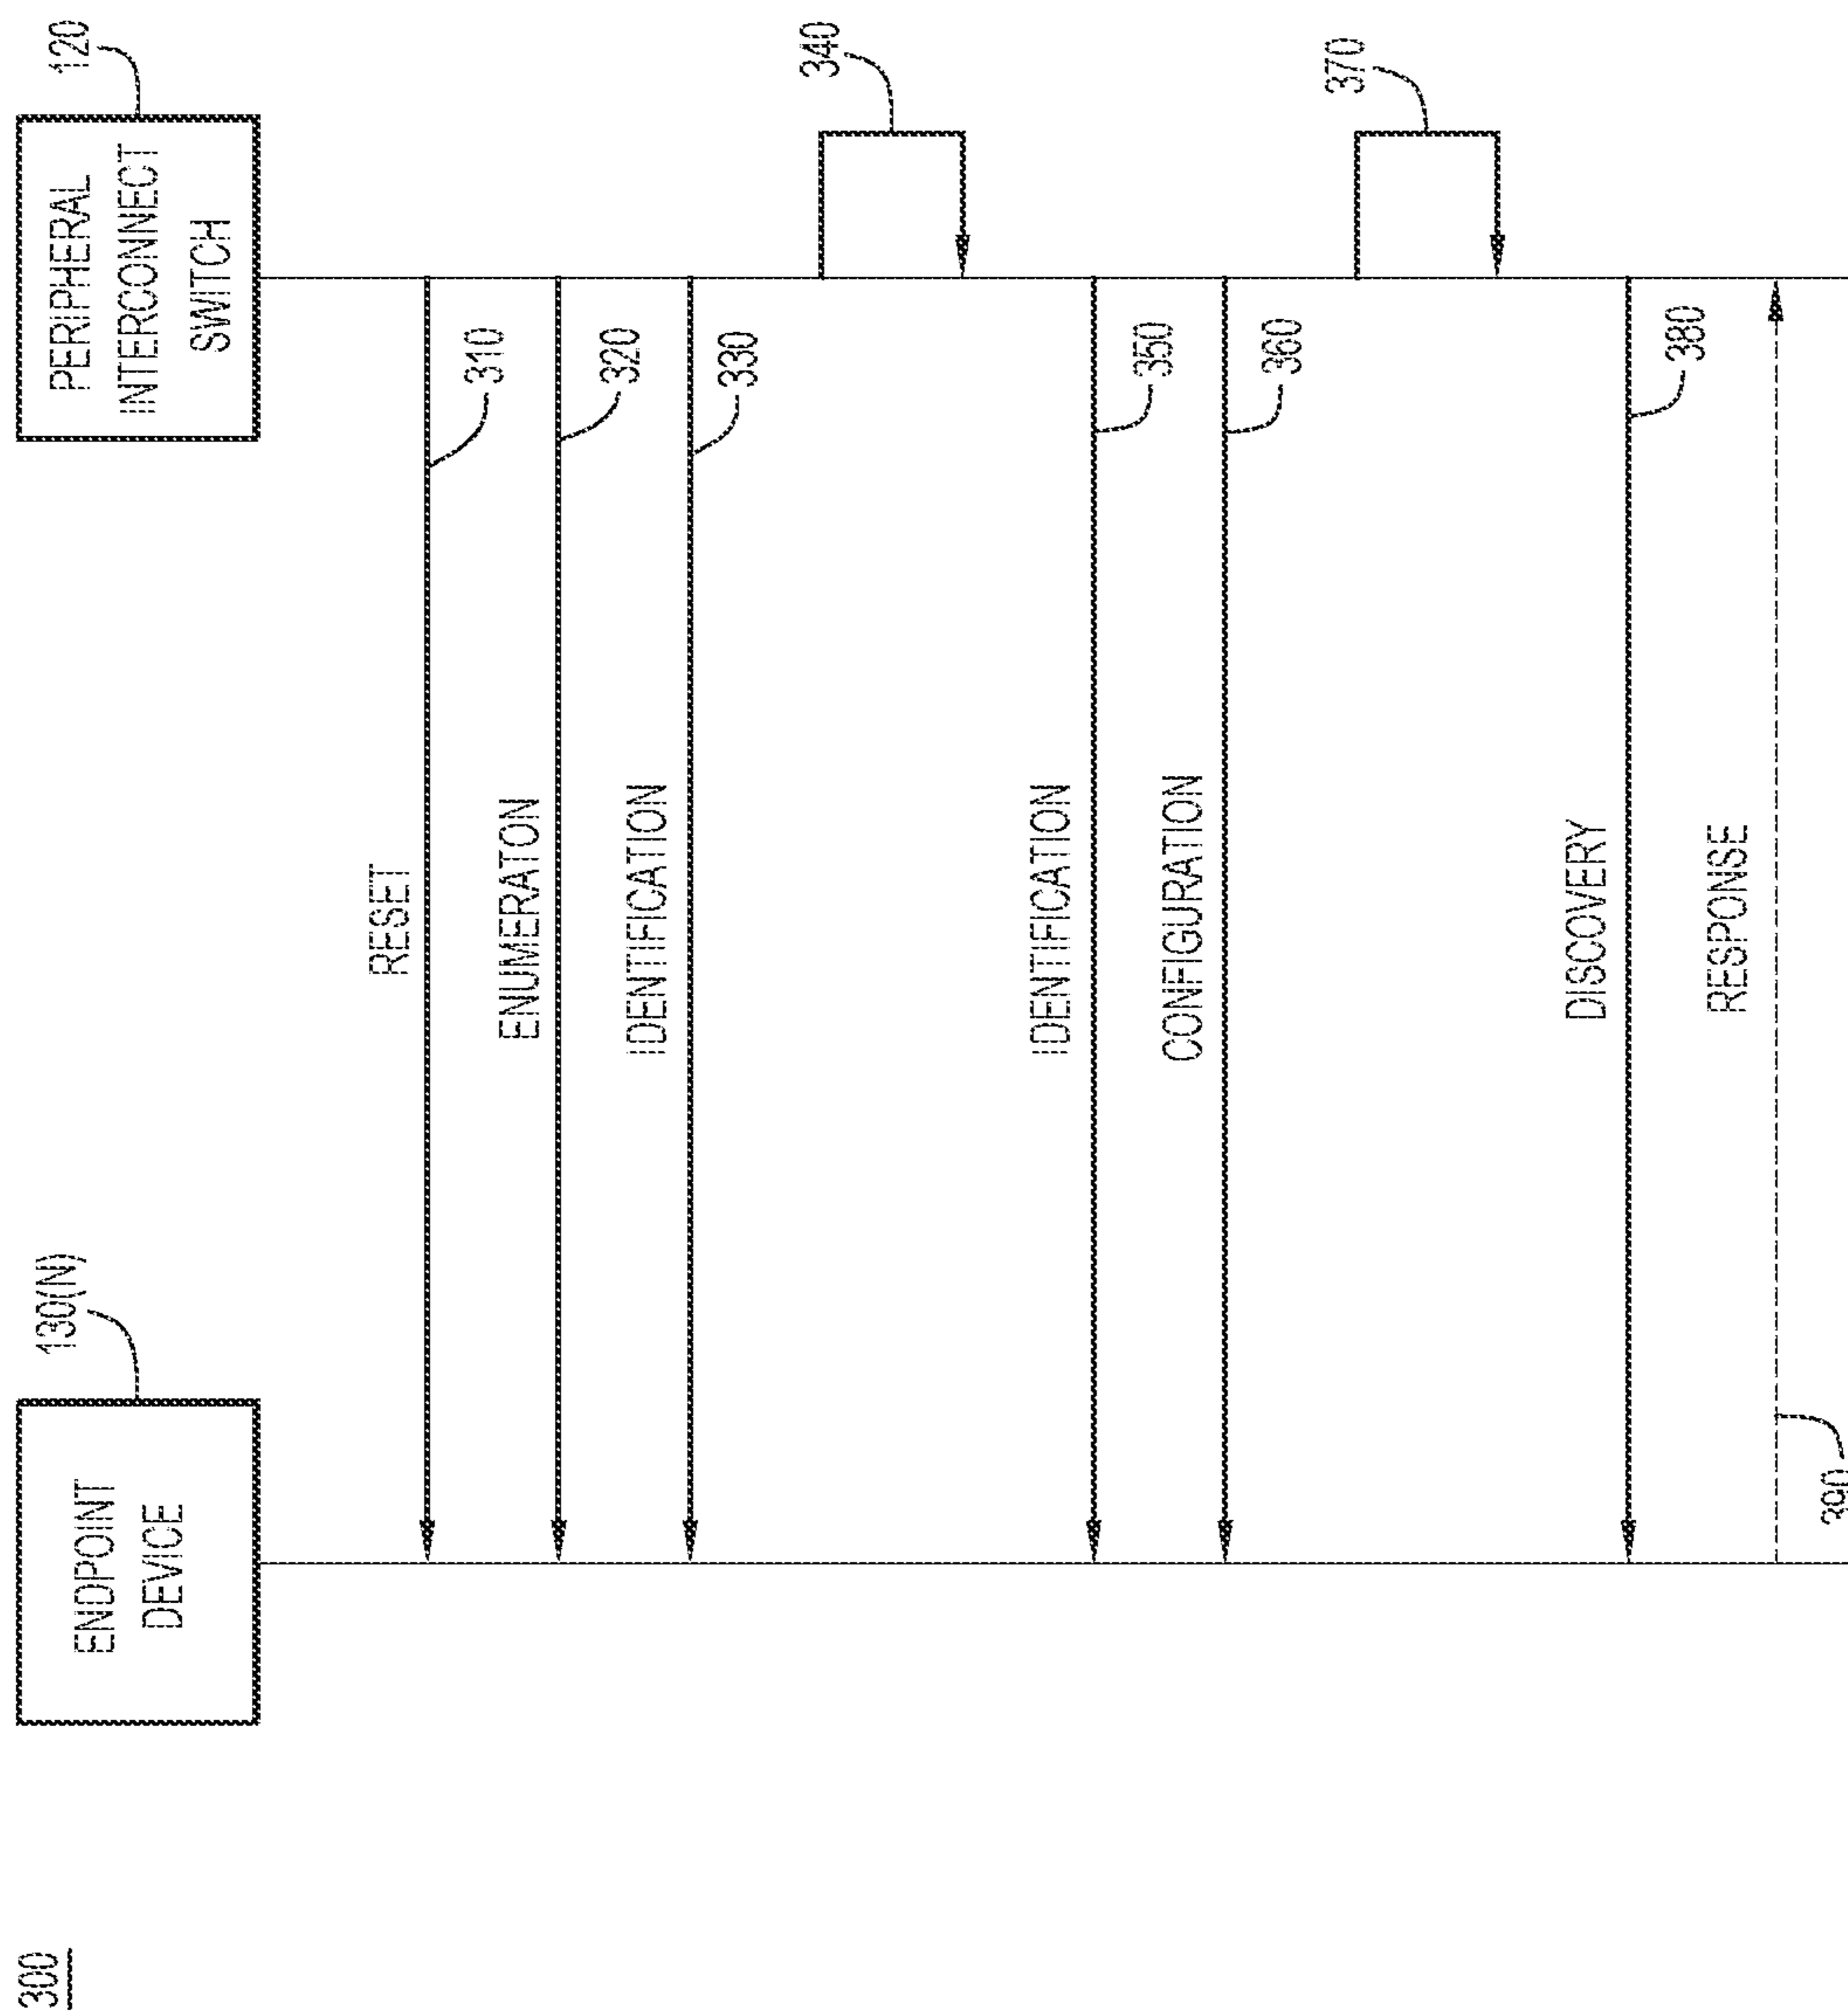 300
ENDPOINT
DEVICE
130(N)
PERIPHERAL
INTERCONNECT
SWITCH
120
RESET
310
ENUMERATON
320
IDENTIFICATION
330
340
IDENTIFICATION
350
CONFIGURATION
360
370
DISCOVERY
380
RESPONSE
390